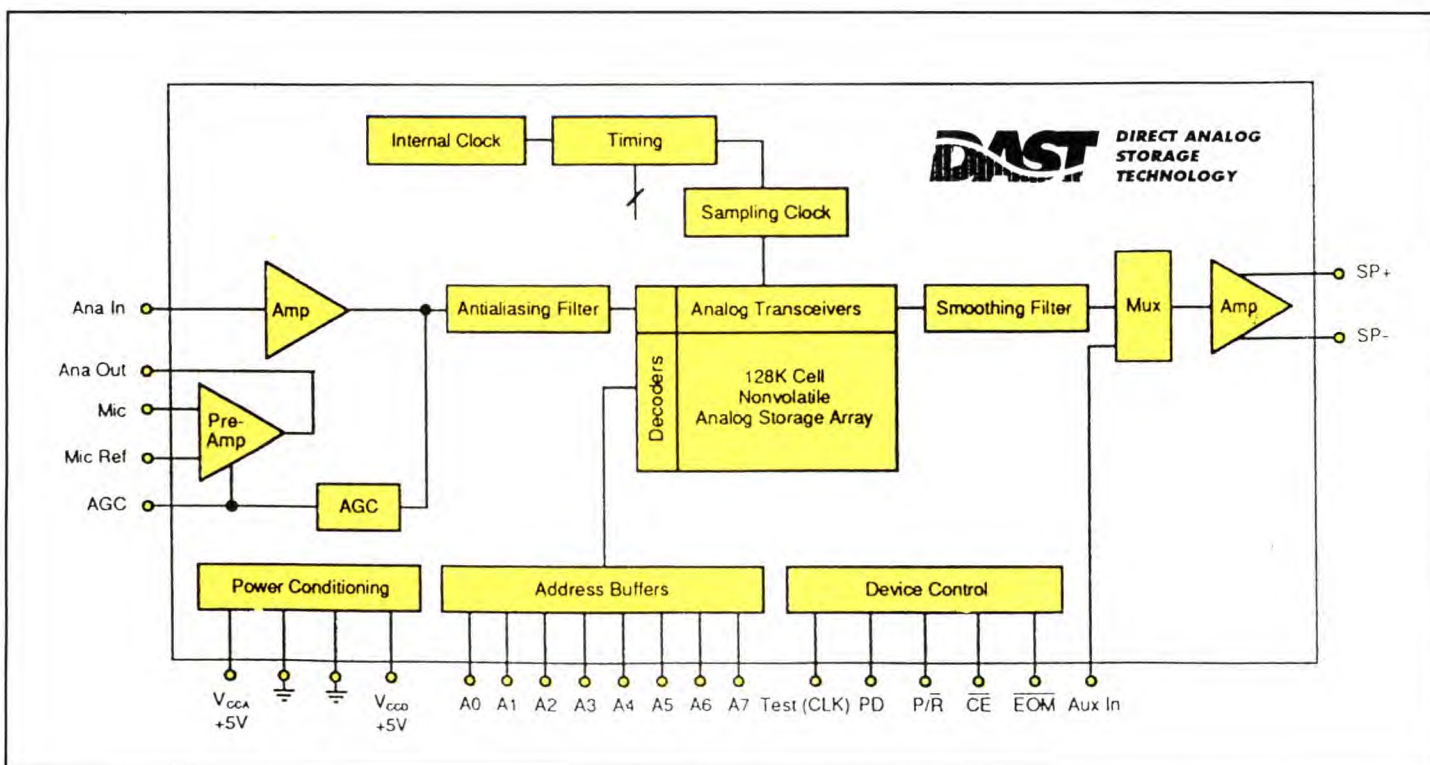 Internal Clock
Timing
DAST
DIRECT ANALOG
STORAGE
TECHNOLOGY
Sampling Clock
Ana In
Amp
Antialiasing Filter
Analog Transceivers
Smoothing Filter
Mux
Amp
SP+
SP-
Ana Out
Mic
Pre-
Amp
Mic Ref
AGC
AGC
Decoders
128K Cell
Nonvolatile
Analog Storage Array
Power Conditioning
Address Buffers
Device Control
VCCA
+5V
VCCD
+5V
A0
A1
A2
A3
A4
A5
A6
A7
Test (CLK)
PD
P/R̅
C̅E̅
E̅O̅M̅
Aux In